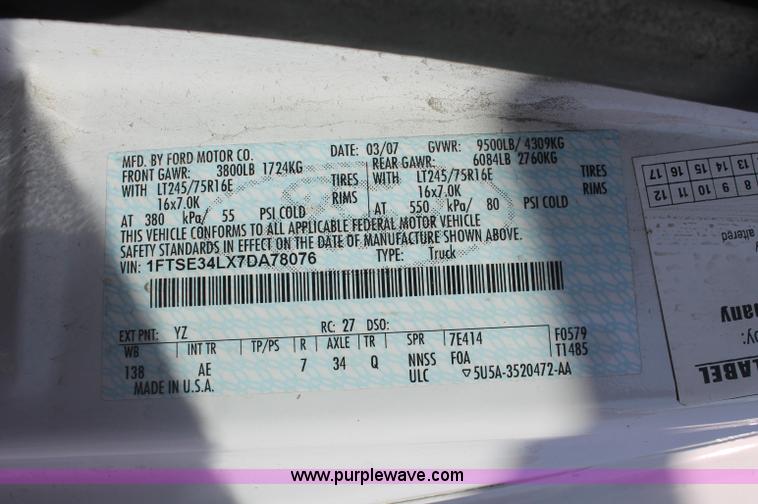 MFD. BY FORD MOTOR CO.
DATE: 03/07 GVWR: 9500LB/ 4309KG
FRONT GAWR: 3800LB 1724KG
REAR GAWR: 6084LB 2760KG
WITH LT245/75R16E TIRES
WITH LT245/75R16E TIRES
16x7.0K RIMS
16x7.0K RIMS
AT 380 kPa/ 55 PSI COLD
AT 550 kPa/ 80 PSI COLD
THIS VEHICLE CONFORMS TO ALL APPLICABLE FEDERAL MOTOR VEHICLE
SAFETY STANDARDS IN EFFECT ON THE DATE OF MANUFACTURE SHOWN ABOVE.
VIN: 1FTSE34LX7DA78076 TYPE: Truck
EXT PNT: YZ RC: 27 DSO:
WB INT TR TP/PS R AXLE TR SPR 7E414 F0579
138 AE 7 34 Q NNSS F0A T1485
MADE IN U.S.A. ULC ▽5U5A-3520472-AA
12 11 10 9 8
17 16 15 14 13
altered
by:
any
LABEL
www.purplewave.com